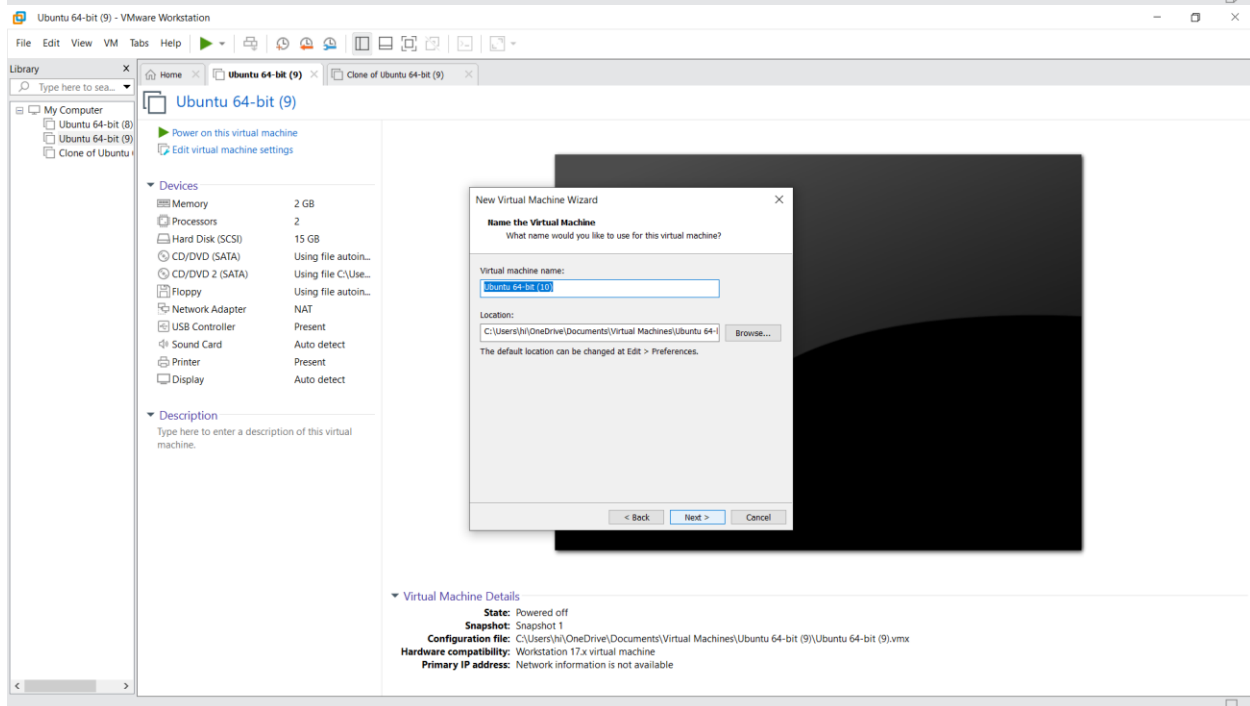 Ubuntu 64-bit (9) - VMware Workstation
File Edit View VM Tabs Help
Library X
Type here to sea...
Home Ubuntu 64-bit (9) Clone of Ubuntu 64-bit (9)
My Computer
Ubuntu 64-bit (8)
Ubuntu 64-bit (9)
Clone of Ubuntu
Ubuntu 64-bit (9)
Power on this virtual machine
Edit virtual machine settings
Devices
Memory 2 GB
Processors 2
Hard Disk (SCSI) 15 GB
CD/DVD (SATA) Using file autoin...
CD/DVD 2 (SATA) Using file C:\Use...
Floppy Using file autoin...
Network Adapter NAT
USB Controller Present
Sound Card Auto detect
Printer Present
Display Auto detect
Description
Type here to enter a description of this virtual
machine.
New Virtual Machine Wizard
Name the Virtual Machine
What name would you like to use for this virtual machine?
Virtual machine name:
Ubuntu 64-bit (10)
Location:
C:\Users\hi\OneDrive\Documents\Virtual Machines\Ubuntu 64-
Browse...
The default location can be changed at Edit > Preferences.
< Back Next > Cancel
Virtual Machine Details
State: Powered off
Snapshot: Snapshot 1
Configuration file: C:\Users\hi\OneDrive\Documents\Virtual Machines\Ubuntu 64-bit (9)\Ubuntu 64-bit (9).vmx
Hardware compatibility: Workstation 17.x virtual machine
Primary IP address: Network information is not available